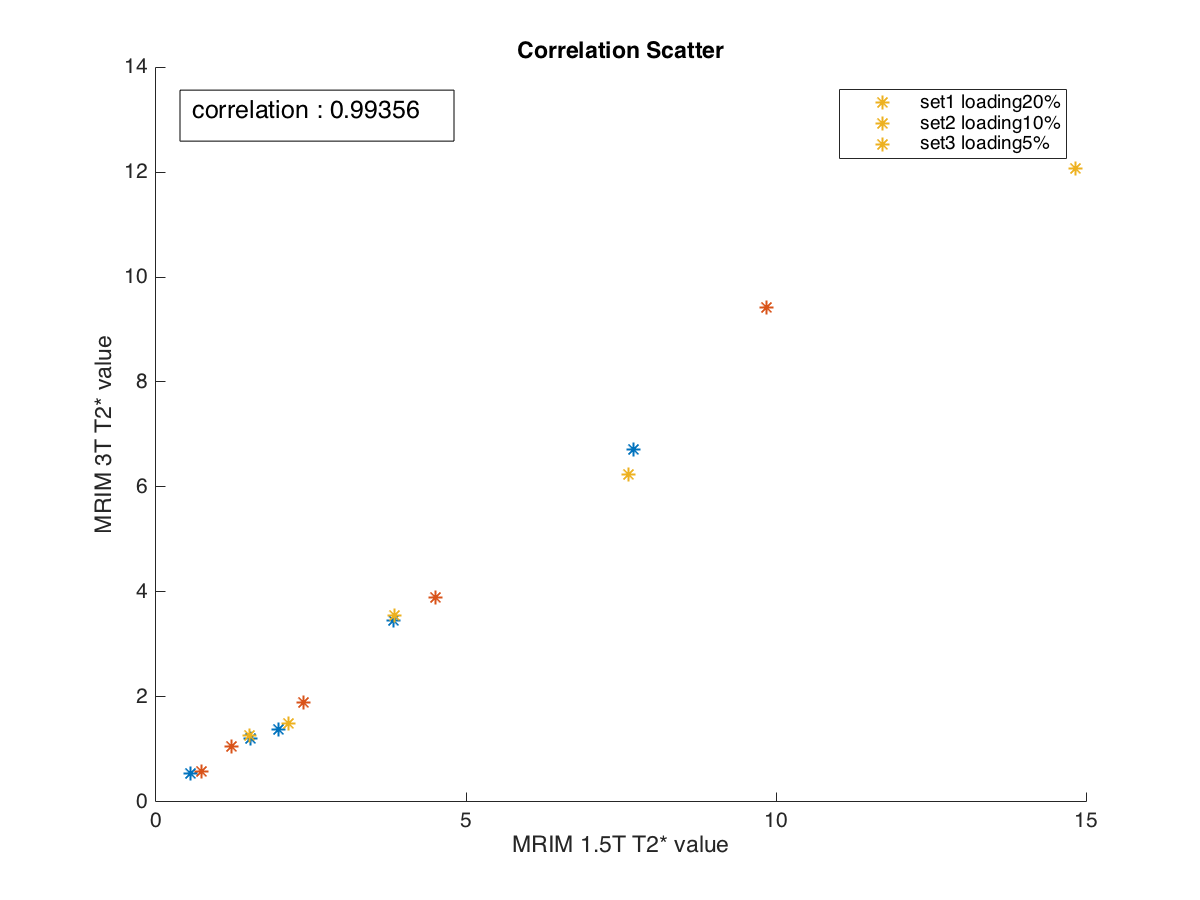 Correlation Scatter
correlation : 0.99356
set1 loading20%
set2 loading10%
set3 loading5%
14
12
10
8
6
4
2
0
MRIM 3T T2* value
0 5 10 15
MRIM 1.5T T2* value